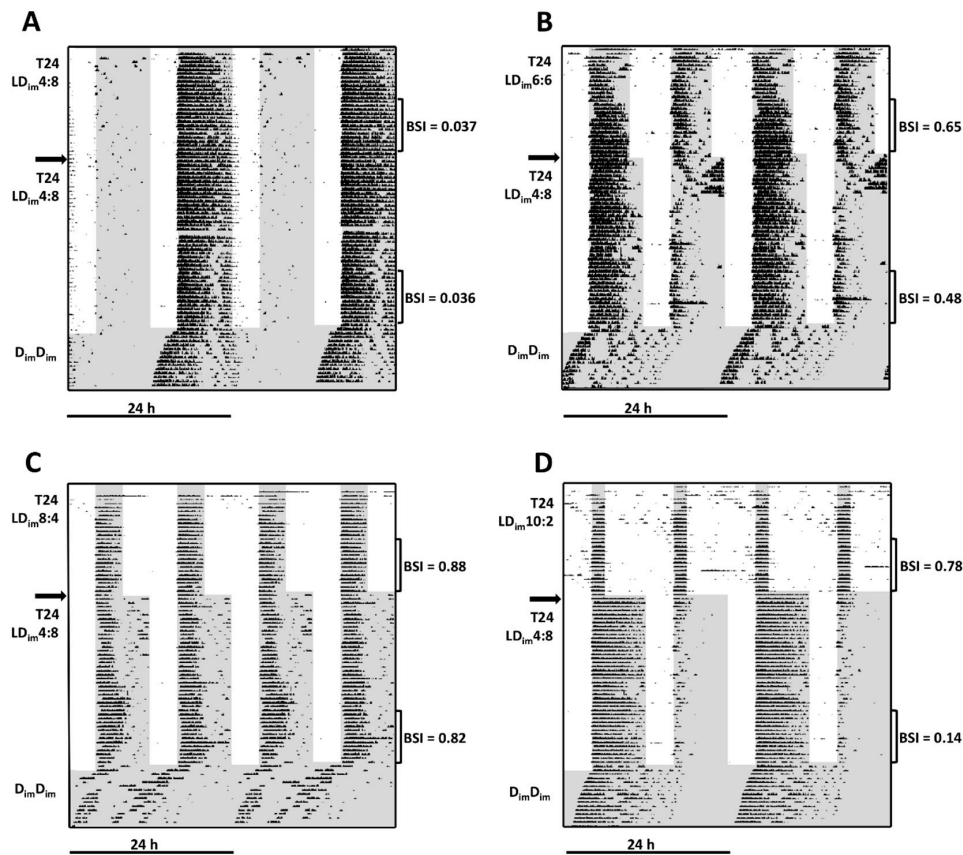 A
T24
LDim4:8
BSI = 0.037
T24
LDim4:8
BSI = 0.036
DimDim
24 h
B
T24
LDim6:6
BSI = 0.65
T24
LDim4:8
BSI = 0.48
DimDim
24 h
C
T24
LDim8:4
BSI = 0.88
T24
LDim4:8
BSI = 0.82
DimDim
24 h
D
T24
LDim10:2
BSI = 0.78
T24
LDim4:8
BSI = 0.14
DimDim
24 h